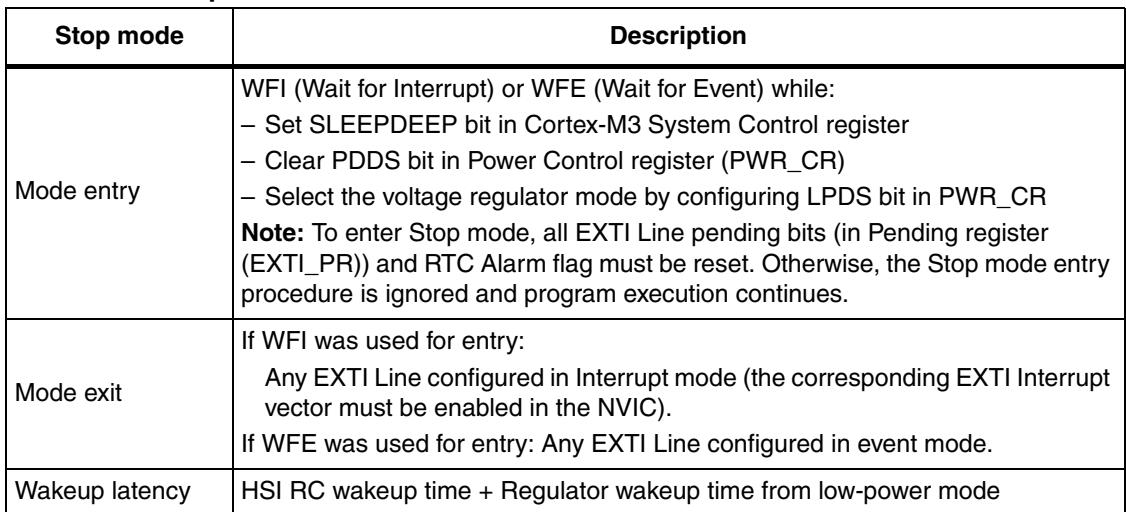 Stop mode
Description
Mode entry
WFI (Wait for Interrupt) or WFE (Wait for Event) while:
– Set SLEEPDEEP bit in Cortex-M3 System Control register
– Clear PDDS bit in Power Control register (PWR_CR)
– Select the voltage regulator mode by configuring LPDS bit in PWR_CR
Note: To enter Stop mode, all EXTI Line pending bits (in Pending register
(EXTI_PR)) and RTC Alarm flag must be reset. Otherwise, the Stop mode entry
procedure is ignored and program execution continues.
Mode exit
If WFI was used for entry:
Any EXTI Line configured in Interrupt mode (the corresponding EXTI Interrupt
vector must be enabled in the NVIC).
If WFE was used for entry: Any EXTI Line configured in event mode.
Wakeup latency
HSI RC wakeup time + Regulator wakeup time from low-power mode